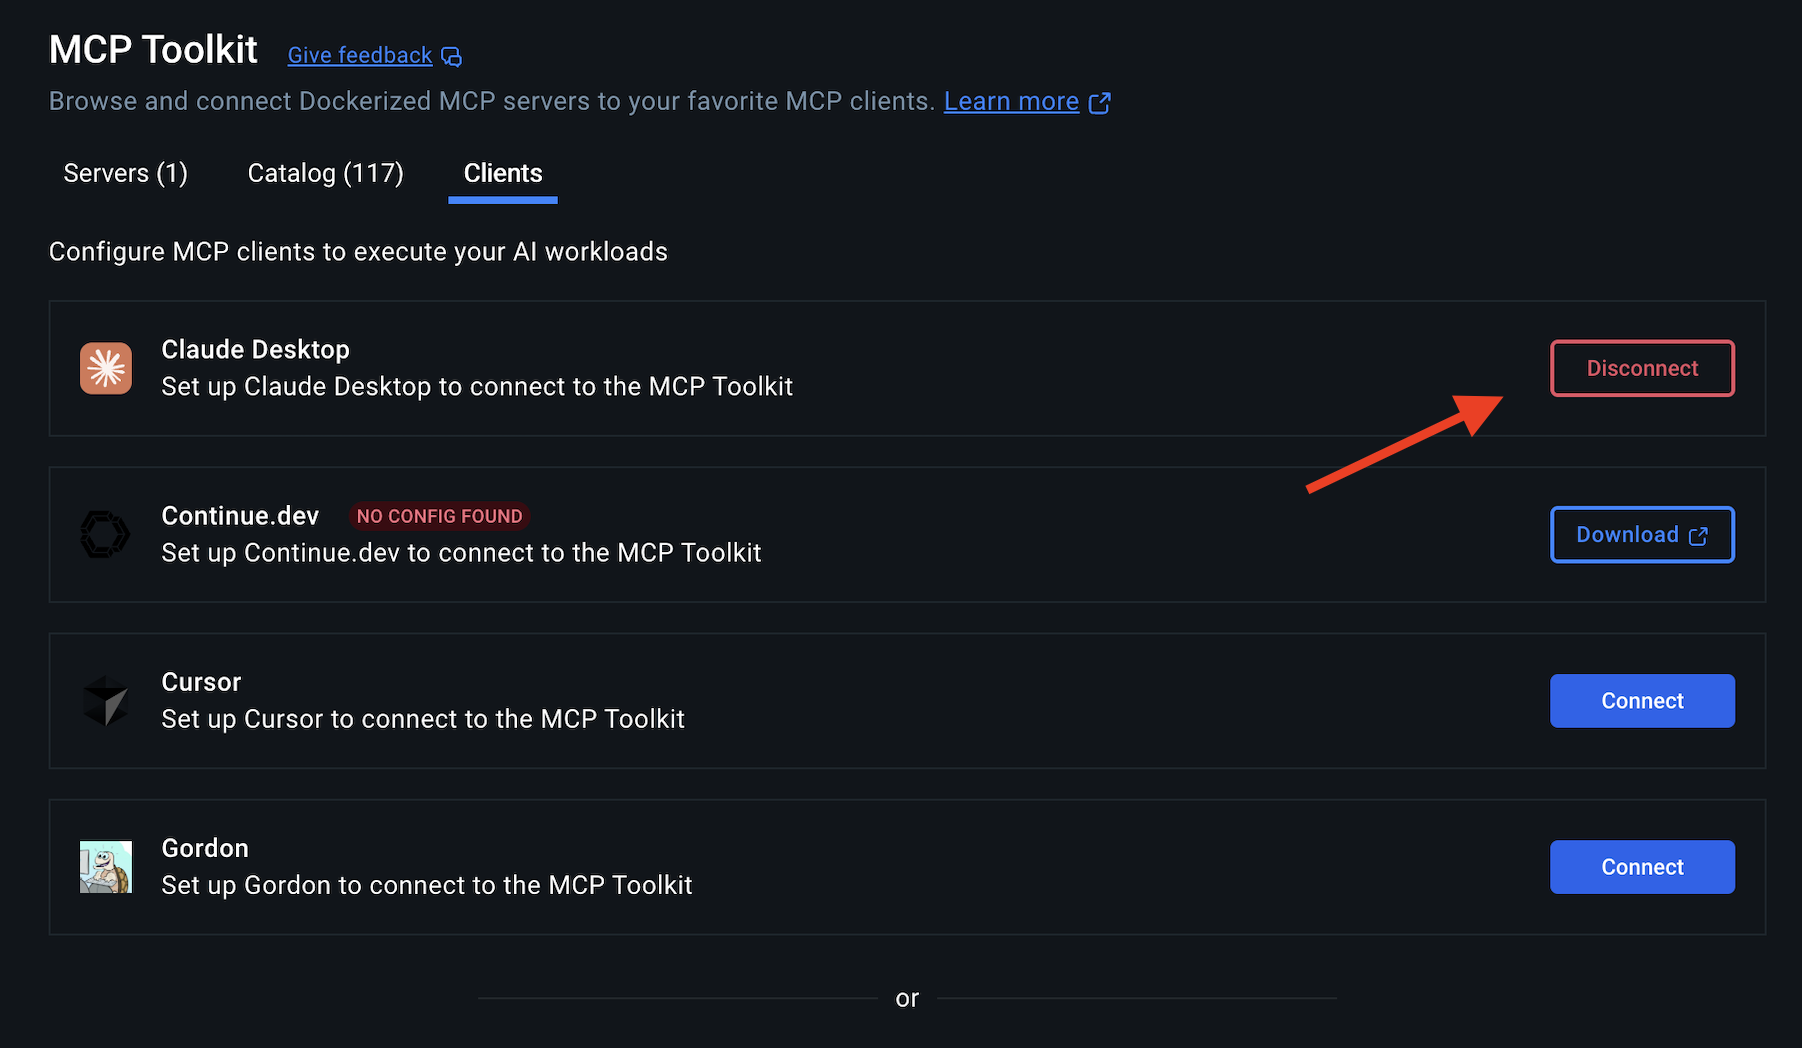 MCP Toolkit Give feedback
Browse and connect Dockerized MCP servers to your favorite MCP clients. Learn more
Servers (1) Catalog (117) Clients
Configure MCP clients to execute your AI workloads
Claude Desktop
Set up Claude Desktop to connect to the MCP Toolkit
Disconnect
Continue.dev NO CONFIG FOUND
Set up Continue.dev to connect to the MCP Toolkit
Download
Cursor
Set up Cursor to connect to the MCP Toolkit
Connect
Gordon
Set up Gordon to connect to the MCP Toolkit
Connect
or